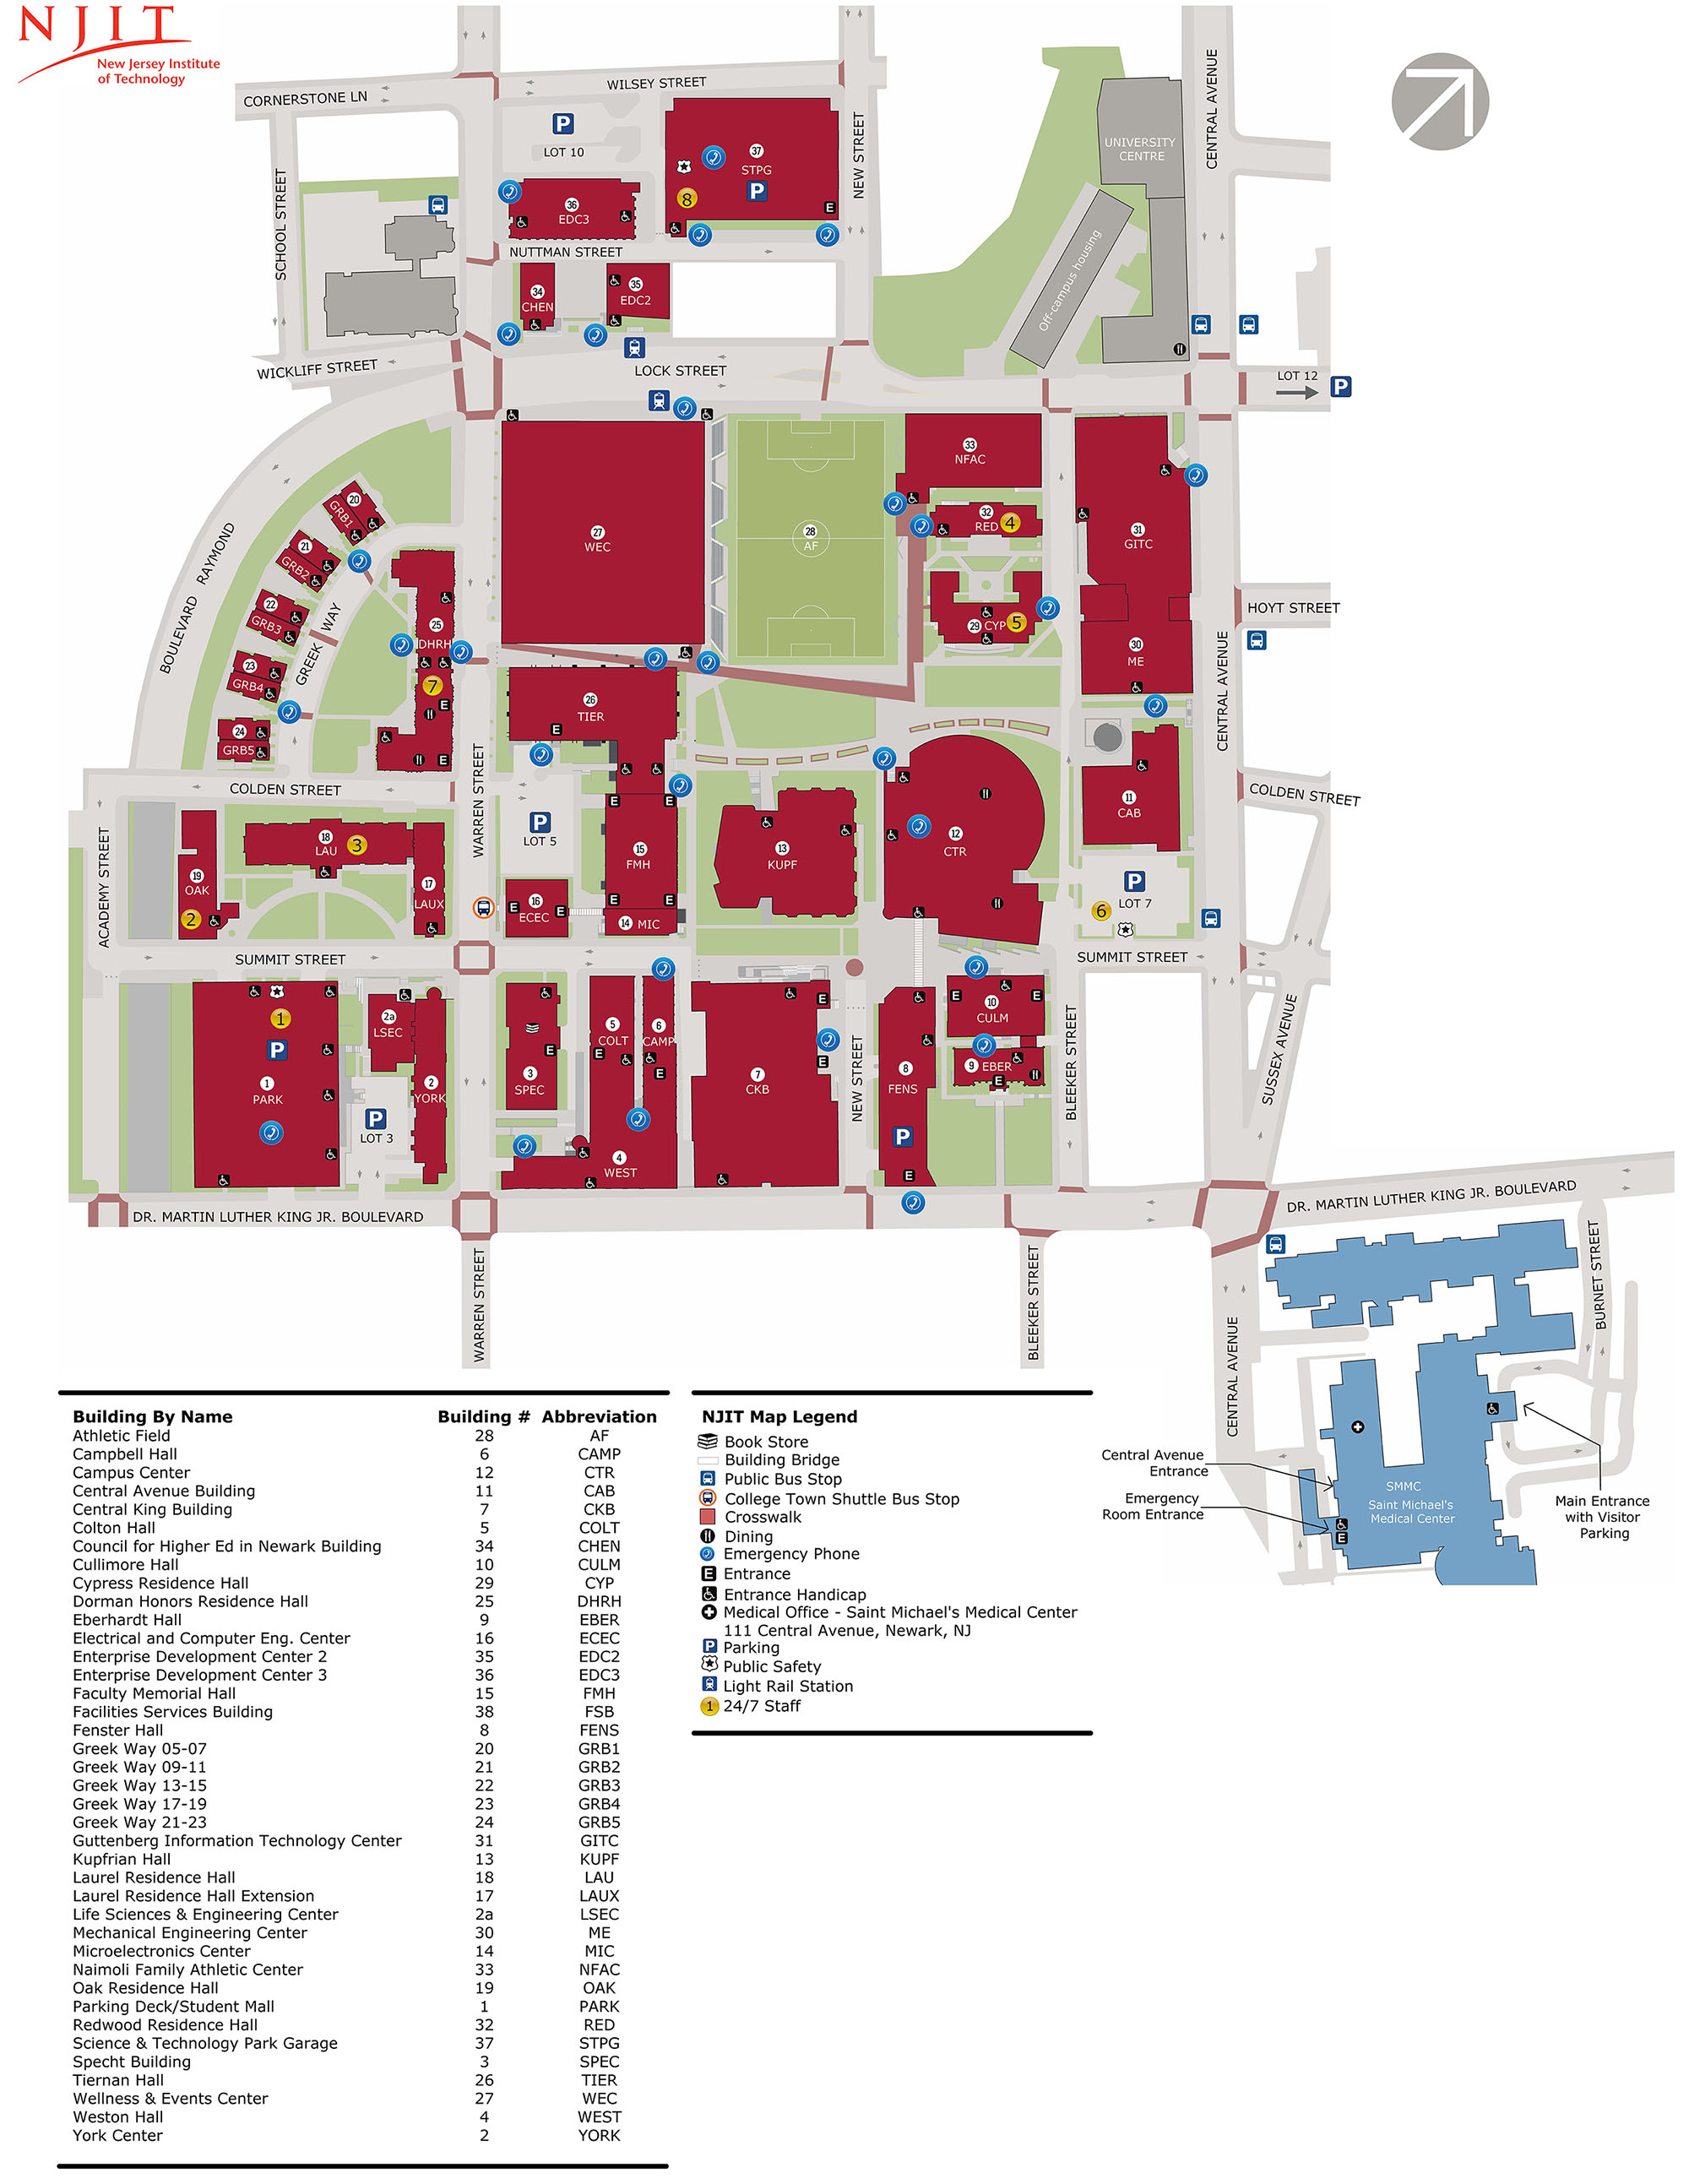 NJIT
New Jersey Institute
of Technology
CORNERSTONE LN
WILSEY STREET
NEW STREET
CENTRAL AVENUE
SCHOOL STREET
P
LOT 10
37
STPG
P
8
36
EDC3
NUTTMAN STREET
34
CHEN
35
EDC2
UNIVERSITY
CENTRE
Off-campus housing
WICKLIFF STREET
LOCK STREET
LOT 12
P
BOULEVARD RAYMOND
GREEK WAY
20
GRB1
21
GRB2
22
GRB3
23
GRB4
24
GRB5
25
DHRH
7
27
WEC
28
AF
33
NFAC
32
RED
4
29
CYP
5
31
GITC
30
ME
HOYT STREET
CENTRAL AVENUE
26
TIER
WARREN STREET
COLDEN STREET
COLDEN STREET
ACADEMY STREET
19
OAK
2
18
LAU
3
17
LAUX
P
LOT 5
16
ECEC
15
FMH
14
MIC
13
KUPF
12
CTR
11
CAB
P
LOT 7
6
SUMMIT STREET
SUMMIT STREET
1
P
1
PARK
2a
LSEC
2
YORK
P
LOT 3
3
SPEC
5
COLT
6
CAMP
4
WEST
7
CKB
NEW STREET
8
FENS
P
10
CULM
9
EBER
BLEEKER STREET
SUSSEX AVENUE
DR. MARTIN LUTHER KING JR. BOULEVARD
DR. MARTIN LUTHER KING JR. BOULEVARD
WARREN STREET
BLEEKER STREET
CENTRAL AVENUE
BURNET STREET
Central Avenue
Entrance
Emergency
Room Entrance
SMMC
Saint Michael's
Medical Center
Main Entrance
with Visitor
Parking
Building By Name Building # Abbreviation
Athletic Field 28 AF
Campbell Hall 6 CAMP
Campus Center 12 CTR
Central Avenue Building 11 CAB
Central King Building 7 CKB
Colton Hall 5 COLT
Council for Higher Ed in Newark Building 34 CHEN
Cullimore Hall 10 CULM
Cypress Residence Hall 29 CYP
Dorman Honors Residence Hall 25 DHRH
Eberhardt Hall 9 EBER
Electrical and Computer Eng. Center 16 ECEC
Enterprise Development Center 2 35 EDC2
Enterprise Development Center 3 36 EDC3
Faculty Memorial Hall 15 FMH
Facilities Services Building 38 FSB
Fenster Hall 8 FENS
Greek Way 05-07 20 GRB1
Greek Way 09-11 21 GRB2
Greek Way 13-15 22 GRB3
Greek Way 17-19 23 GRB4
Greek Way 21-23 24 GRB5
Guttenberg Information Technology Center 31 GITC
Kupfrian Hall 13 KUPF
Laurel Residence Hall 18 LAU
Laurel Residence Hall Extension 17 LAUX
Life Sciences & Engineering Center 2a LSEC
Mechanical Engineering Center 30 ME
Microelectronics Center 14 MIC
Naimoli Family Athletic Center 33 NFAC
Oak Residence Hall 19 OAK
Parking Deck/Student Mall 1 PARK
Redwood Residence Hall 32 RED
Science & Technology Park Garage 37 STPG
Specht Building 3 SPEC
Tiernan Hall 26 TIER
Wellness & Events Center 27 WEC
Weston Hall 4 WEST
York Center 2 YORK
NJIT Map Legend
Book Store
Building Bridge
Public Bus Stop
College Town Shuttle Bus Stop
Crosswalk
Dining
Emergency Phone
E Entrance
Entrance Handicap
Medical Office - Saint Michael's Medical Center
111 Central Avenue, Newark, NJ
P Parking
Public Safety
Light Rail Station
1 24/7 Staff